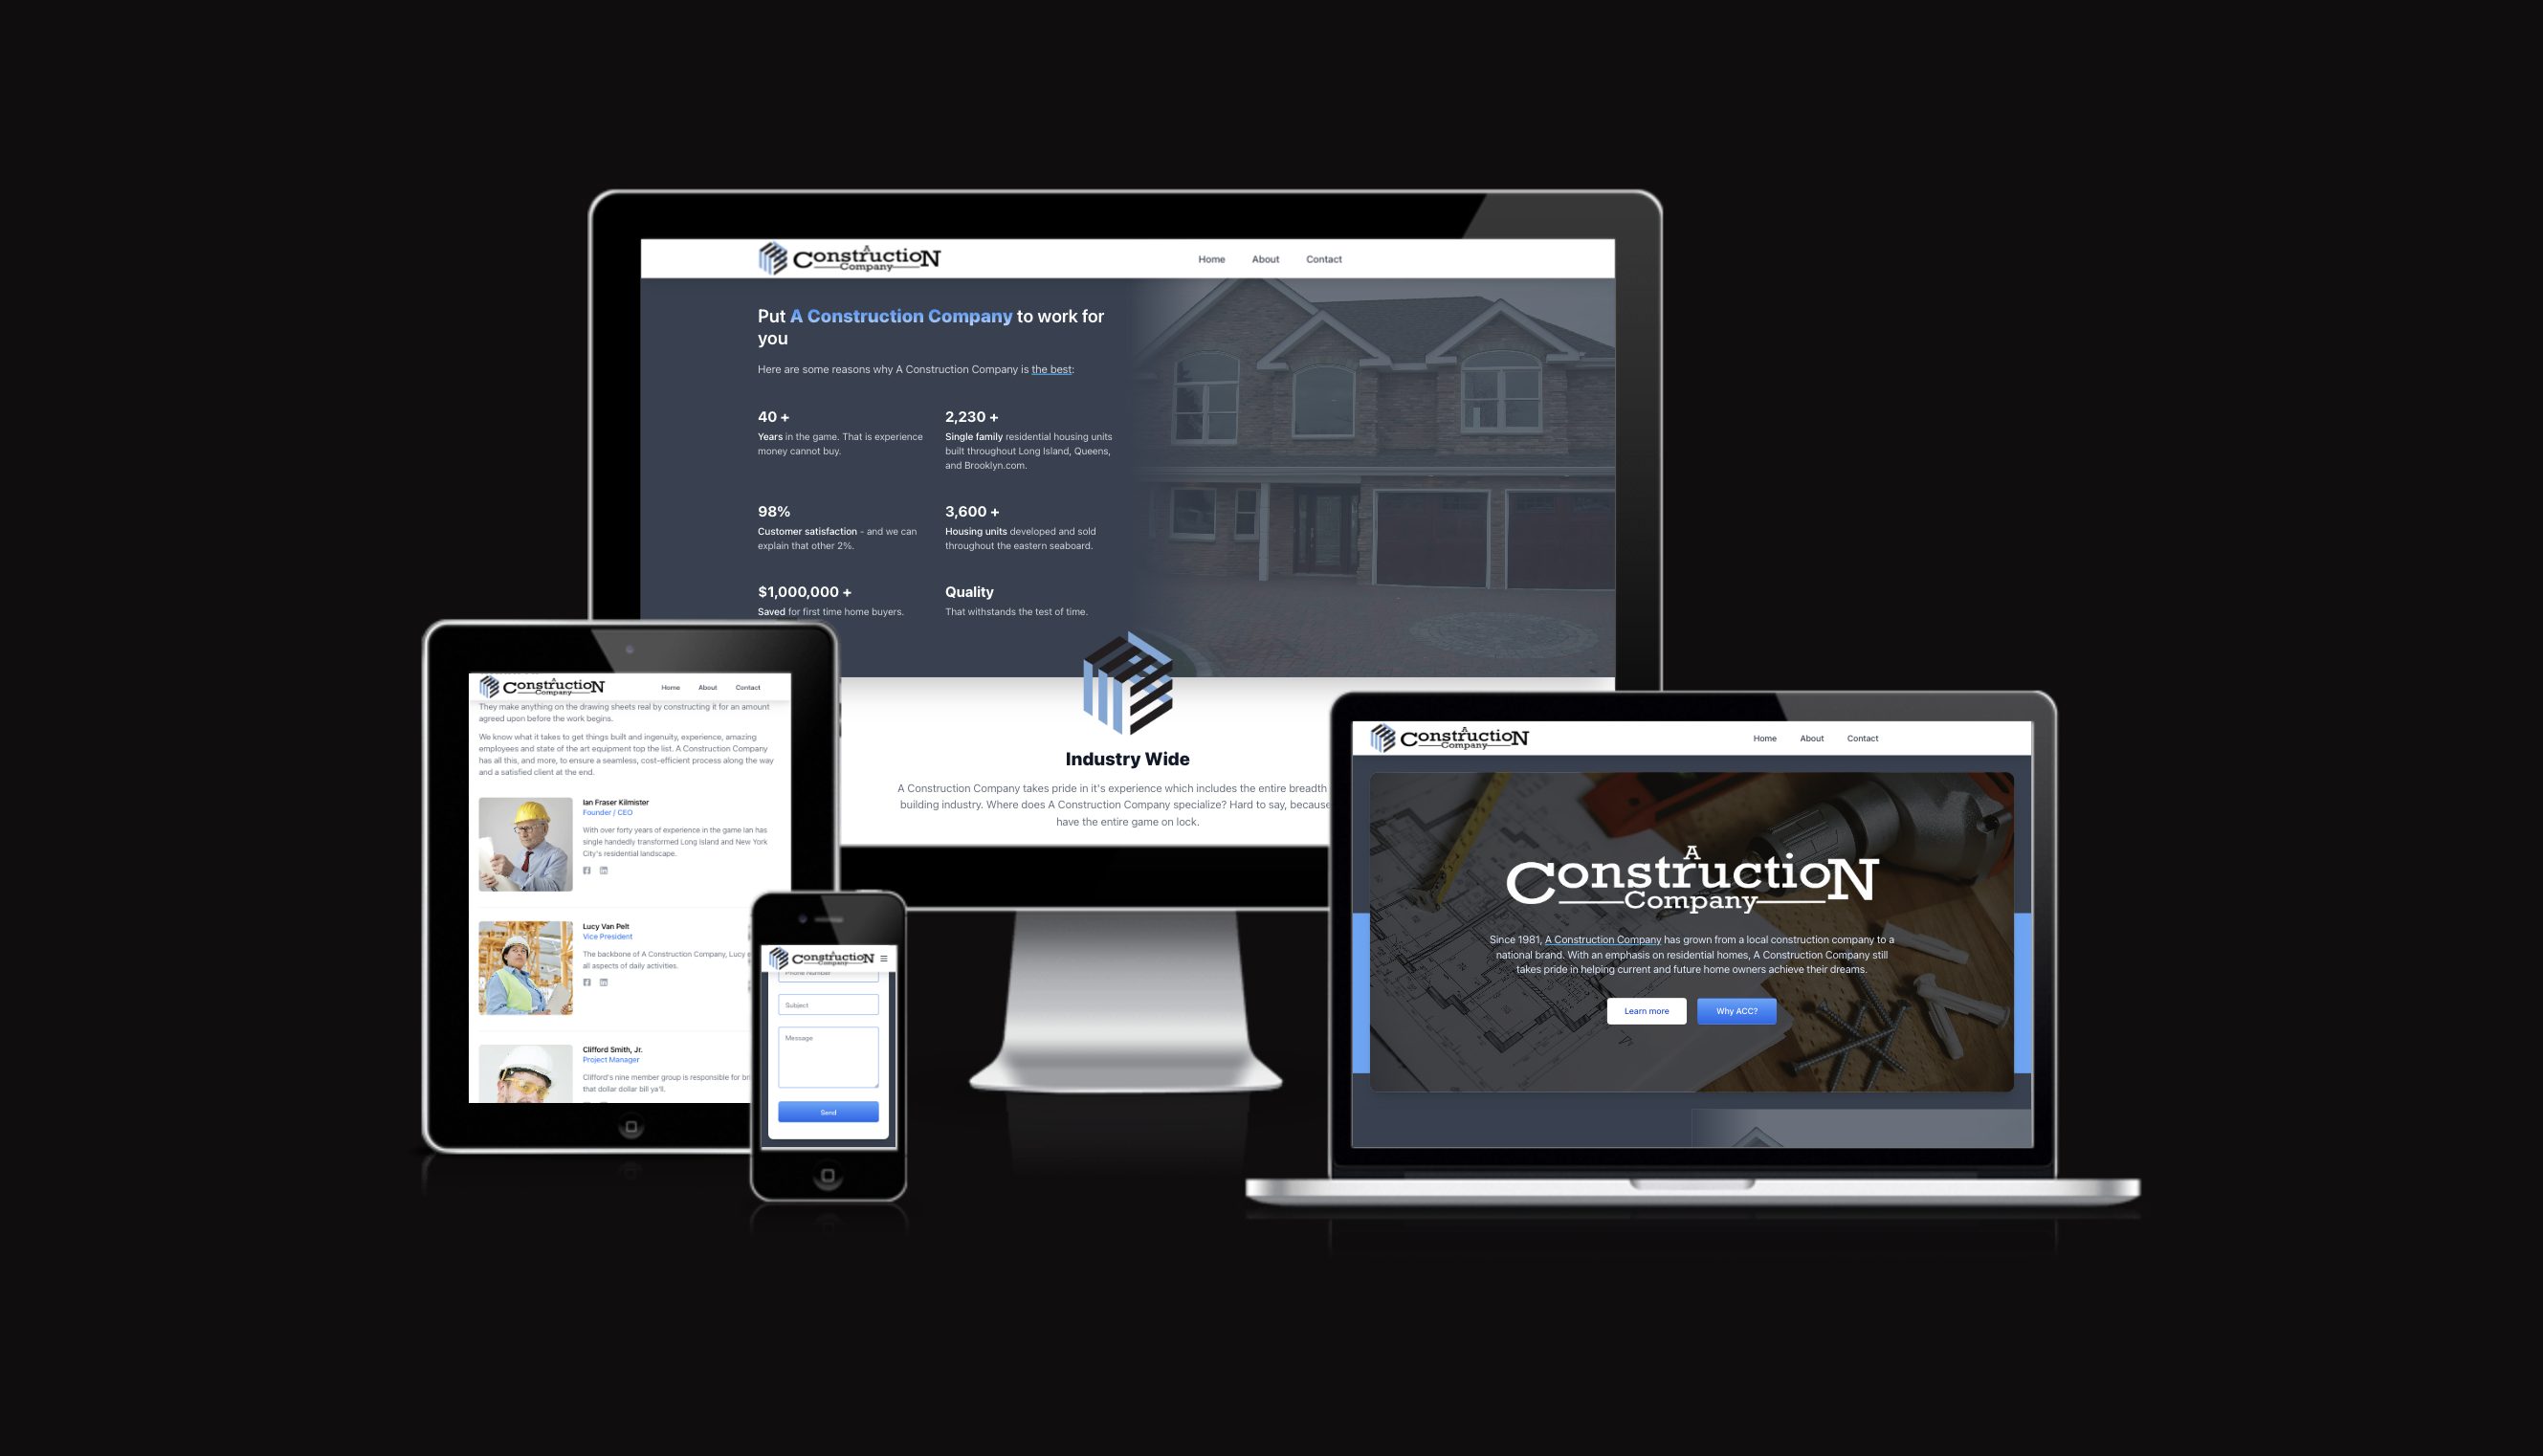 A
ConstructioN
Company
Home About Contact
Put A Construction Company to work for
you
Here are some reasons why A Construction Company is the best:
40 +
Years in the game. That is experience
money cannot buy.
2,230 +
Single family residential housing units
built throughout Long Island, Queens,
and Brooklyn.com.
98%
Customer satisfaction - and we can
explain that other 2%.
3,600 +
Housing units developed and sold
throughout the eastern seaboard.
$1,000,000 +
Saved for first time home buyers.
Quality
That withstands the test of time.
Industry Wide
A Construction Company takes pride in it's experience which includes the entire breadth
building industry. Where does A Construction Company specialize? Hard to say, because
have the entire game on lock.
A
ConstructioN
Company
Home About Contact
They make anything on the drawing sheets real by constructing it for an amount
agreed upon before the work begins.
We know what it takes to get things built and ingenuity, experience, amazing
employees and state of the art equipment top the list. A Construction Company
has all this, and more, to ensure a seamless, cost-efficient process along the way
and a satisfied client at the end.
Ian Fraser Kilmister
Founder / CEO
With over forty years of experience in the game Ian has
single handedly transformed Long Island and New York
City's residential landscape.
Lucy Van Pelt
Vice President
The backbone of A Construction Company, Lucy
all aspects of daily activities.
Clifford Smith, Jr.
Project Manager
Clifford's nine member group is responsible for
that dollar dollar bill ya'll.
A
ConstructioN
Company
Phone Number
Subject
Message
Send
A
ConstructioN
Company
Home About Contact
A
ConstructioN
Company
Since 1981, A Construction Company has grown from a local construction company to a
national brand. With an emphasis on residential homes, A Construction Company still
takes pride in helping current and future home owners achieve their dreams.
Learn more Why ACC?